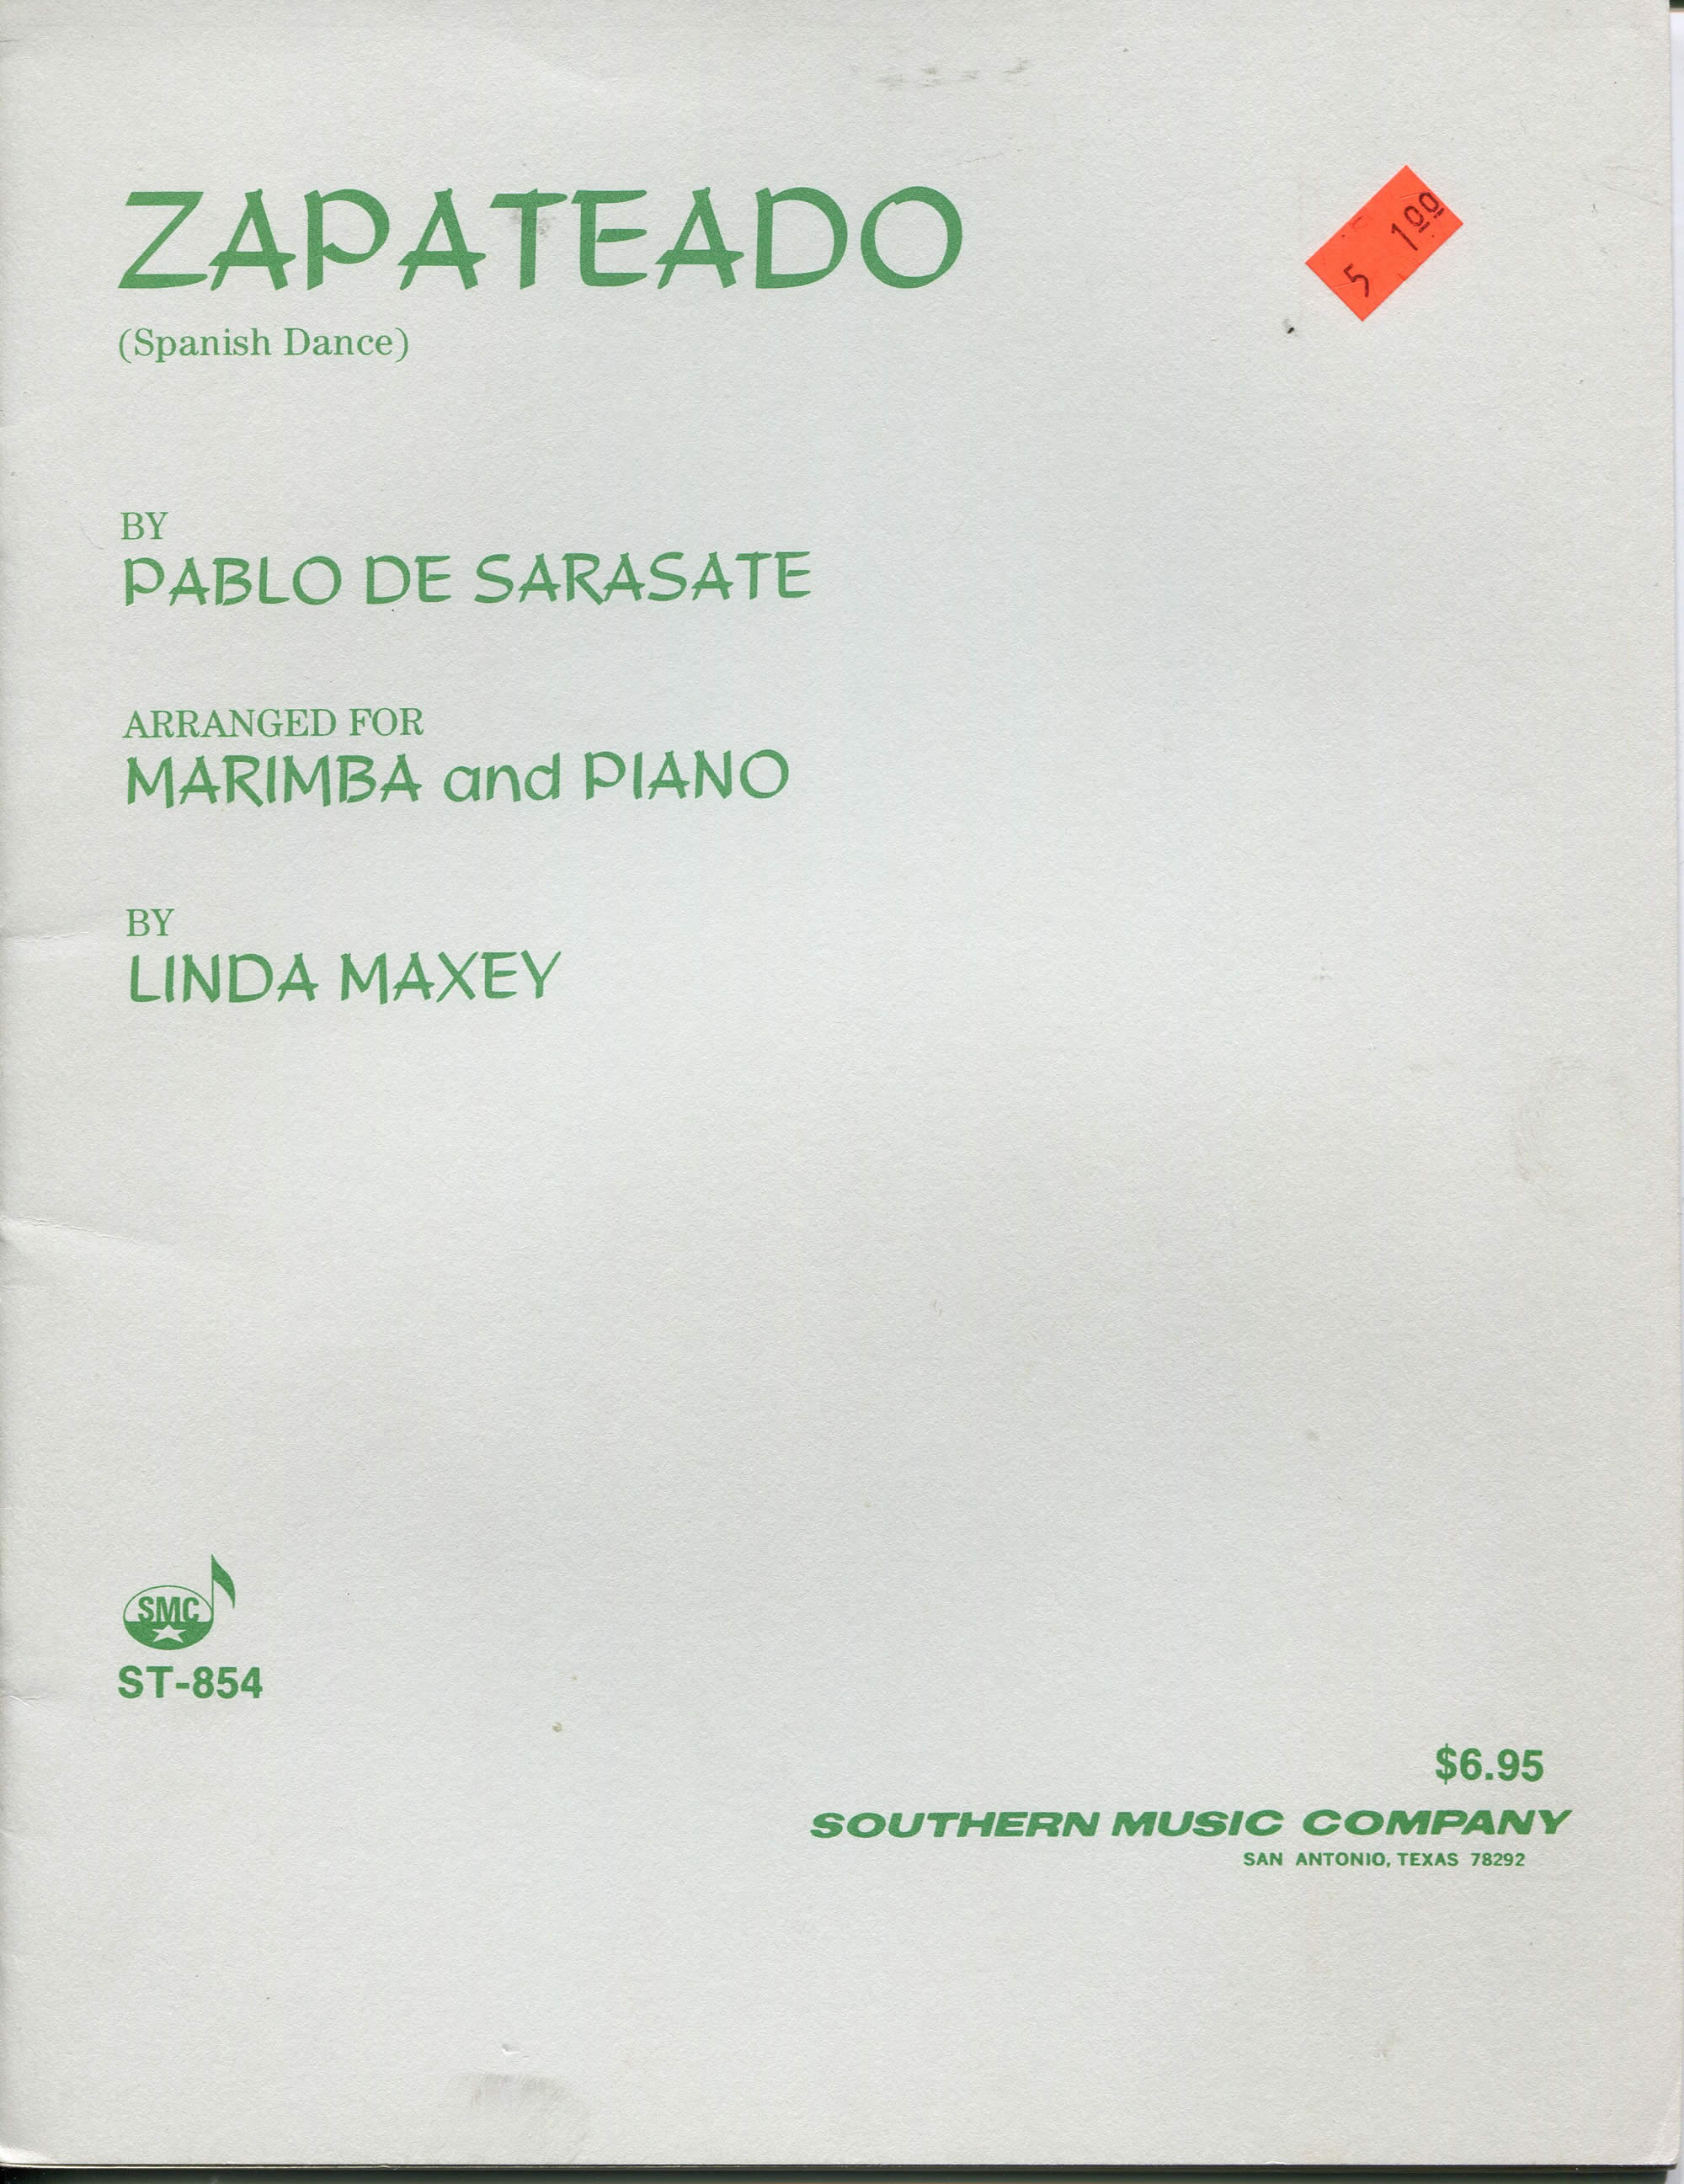 ZAPATEADO
5 1.00
(Spanish Dance)
BY
PABLO DE SARASATE
ARRANGED FOR
MARIMBA and PIANO
BY
LINDA MAXEY
SMC
ST-854
$6.95
SOUTHERN MUSIC COMPANY
SAN ANTONIO, TEXAS 78292